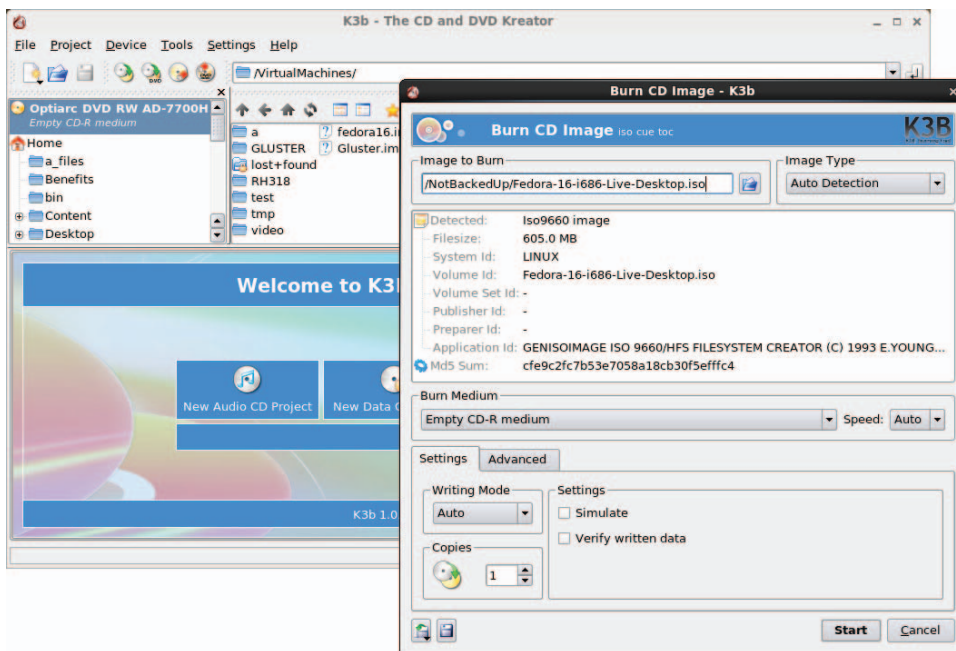 K3b - The CD and DVD Kreator
File Project Device Tools Settings Help
/VirtualMachines/
Optiarc DVD RW AD-7700H
Empty CD-R medium
Home
a_files
Benefits
bin
Content
Desktop
a
GLUSTER
lost+found
RH318
test
tmp
video
fedora16.i
Gluster.im
Welcome to K3
New Audio CD Project
New Data
K3b 1.0
Burn CD Image - K3b
Burn CD Image iso cue toc
K3B
Image to Burn
/NotBackedUp/Fedora-16-i686-Live-Desktop.iso
Image Type
Auto Detection
Detected: Iso9660 image
Filesize: 605.0 MB
System Id: LINUX
Volume Id: Fedora-16-i686-Live-Desktop.iso
Volume Set Id: -
Publisher Id: -
Preparer Id: -
Application Id: GENISOIMAGE ISO 9660/HFS FILESYSTEM CREATOR (C) 1993 E.YOUNG...
Md5 Sum: cfe9c2fc7b53e7058a18cb30f5efffc4
Burn Medium
Empty CD-R medium
Speed: Auto
Settings Advanced
Writing Mode
Auto
Copies
1
Settings
Simulate
Verify written data
Start Cancel